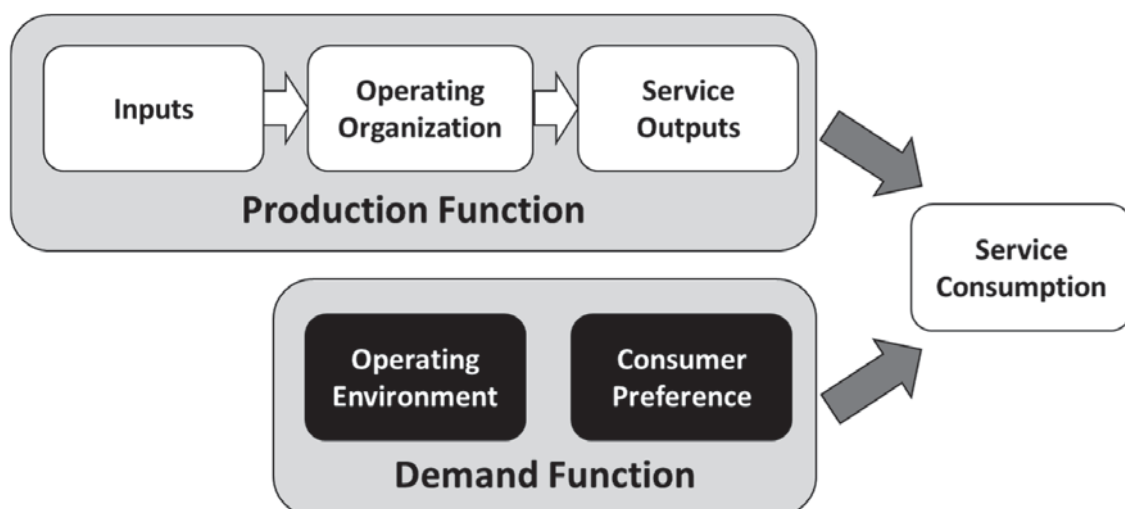 Inputs
Operating
Organization
Service
Outputs
Production Function
Service
Consumption
Operating
Environment
Consumer
Preference
Demand Function